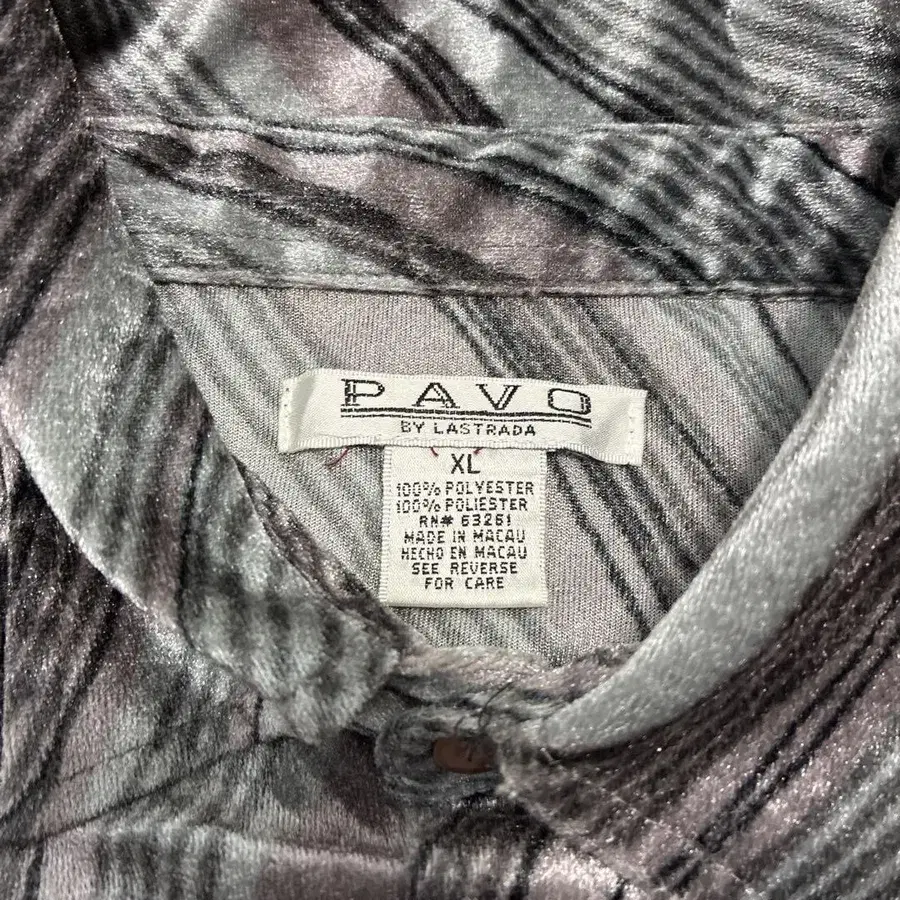 PAVO
BY LASTRADA
XL
100% POLYESTER
100% POLIESTER
RN# 63261
MADE IN MACAU
HECHO EN MACAU
SEE REVERSE
FOR CARE